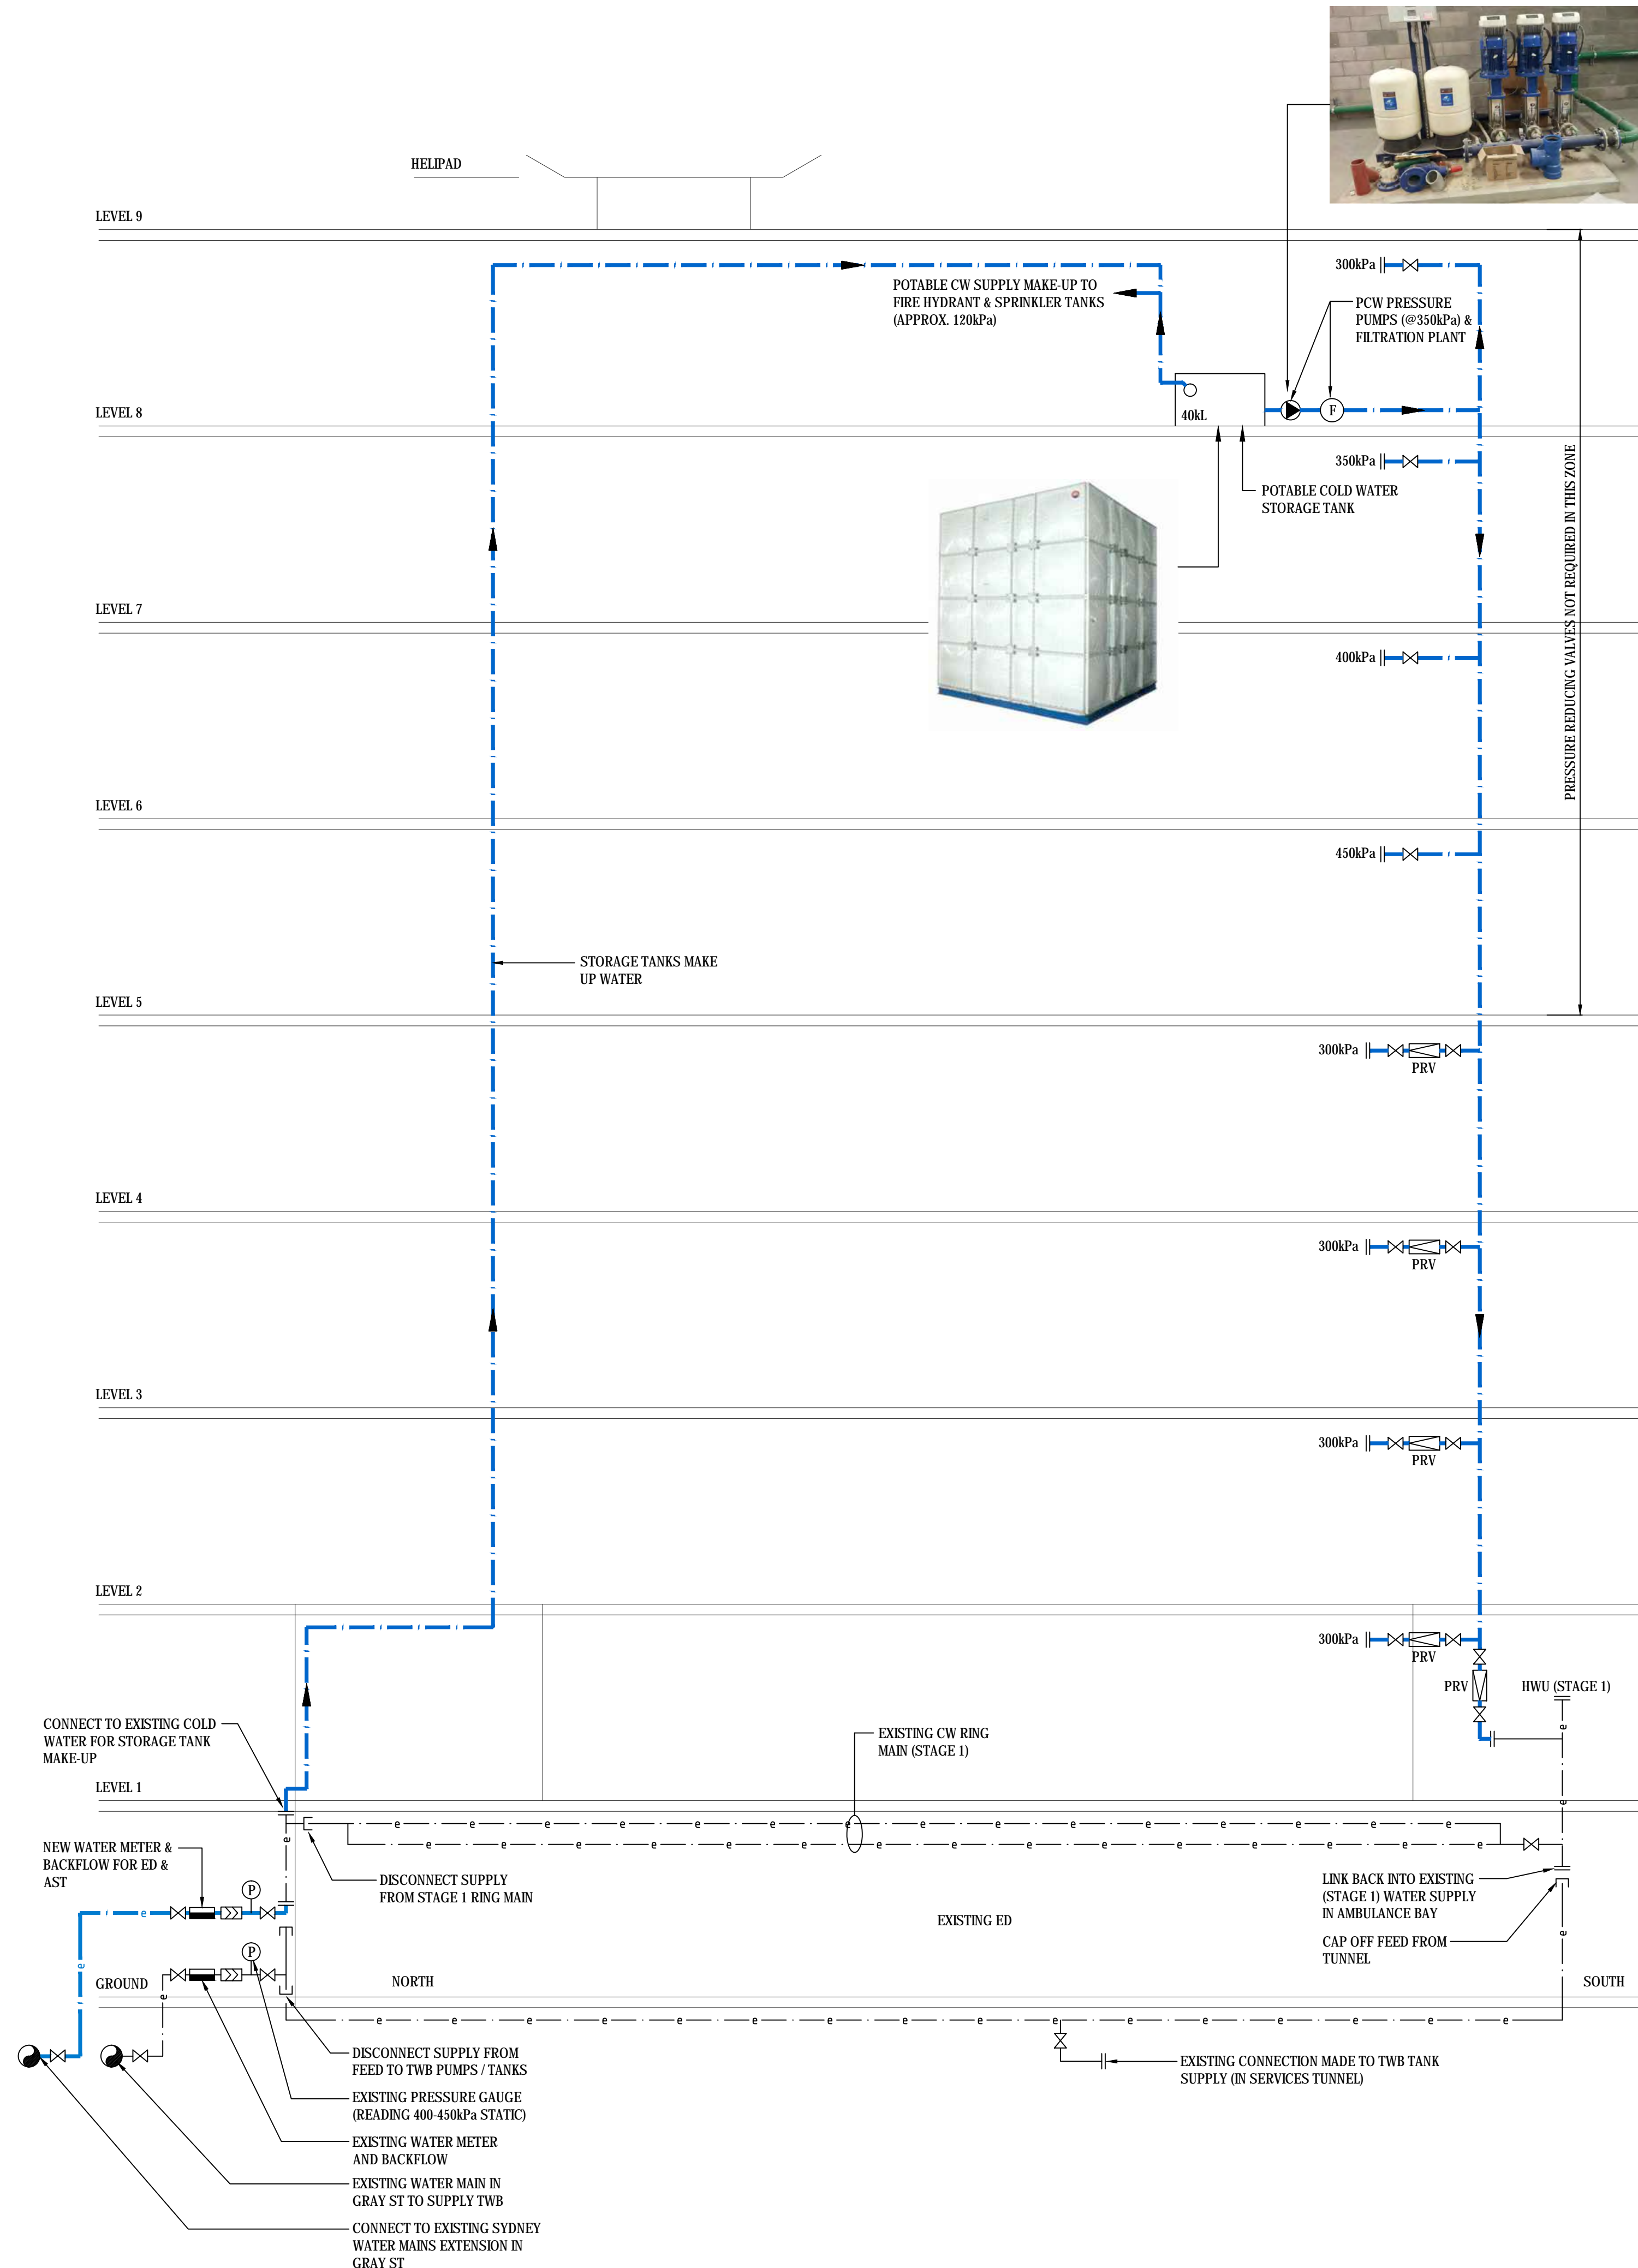 HELIPAD
LEVEL 9
POTABLE CW SUPPLY MAKE-UP TO
FIRE HYDRANT & SPRINKLER TANKS
(APPROX. 120kPa)
300kPa
PCW PRESSURE
PUMPS (@350kPa) &
FILTRATION PLANT
LEVEL 8
40kL
F
350kPa
POTABLE COLD WATER
STORAGE TANK
PRESSURE REDUCING VALVES NOT REQUIRED IN THIS ZONE
LEVEL 7
400kPa
LEVEL 6
450kPa
STORAGE TANKS MAKE
UP WATER
LEVEL 5
300kPa
PRV
LEVEL 4
300kPa
PRV
LEVEL 3
300kPa
PRV
LEVEL 2
300kPa
PRV
PRV
HWU (STAGE 1)
CONNECT TO EXISTING COLD
WATER FOR STORAGE TANK
MAKE-UP
EXISTING CW RING
MAIN (STAGE 1)
LEVEL 1
e e e e e e e e e
e e e e e e e e e e e e
NEW WATER METER &
BACKFLOW FOR ED &
AST
P
DISCONNECT SUPPLY
FROM STAGE 1 RING MAIN
LINK BACK INTO EXISTING
(STAGE 1) WATER SUPPLY
IN AMBULANCE BAY
EXISTING ED
CAP OFF FEED FROM
TUNNEL
P
GROUND
NORTH
SOUTH
e e e e e e e e e e e e e e e e
DISCONNECT SUPPLY FROM
FEED TO TWB PUMPS / TANKS
EXISTING CONNECTION MADE TO TWB TANK
SUPPLY (IN SERVICES TUNNEL)
EXISTING PRESSURE GAUGE
(READING 400-450kPa STATIC)
EXISTING WATER METER
AND BACKFLOW
EXISTING WATER MAIN IN
GRAY ST TO SUPPLY TWB
CONNECT TO EXISTING SYDNEY
WATER MAINS EXTENSION IN
GRAY ST